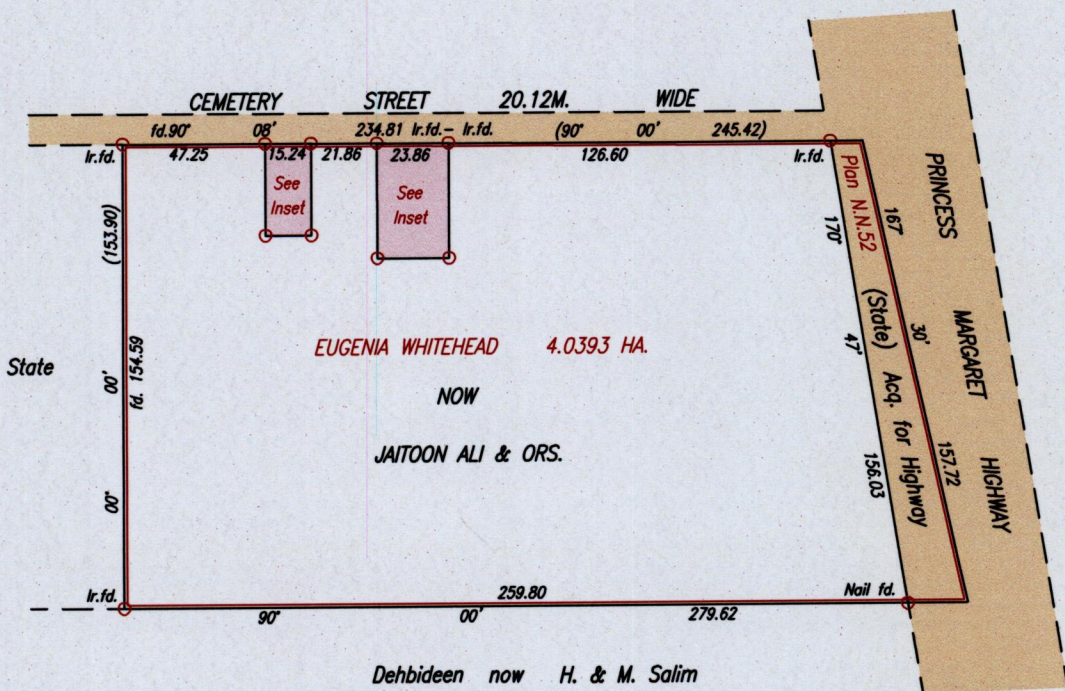 CEMETERY STREET 20.12M. WIDE
fd.90° 08' 234.81 Ir.fd.- Ir.fd. (90° 00' 245.42)
Ir.fd. 47.25 15.24 21.86 23.86 126.60 Ir.fd.
See
Inset
See
Inset
(153.90)
fd. 154.59
00° 00'
State
EUGENIA WHITEHEAD 4.0393 HA.
NOW
JAITOON ALI & ORS.
Plan N.N.52
(State) Acq. for Highway
170° 47' 156.03
167° 30' 157.72
PRINCESS MARGARET HIGHWAY
Ir.fd. 259.80 Nail fd.
90° 00' 279.62
Dehbideen now H. & M. Salim